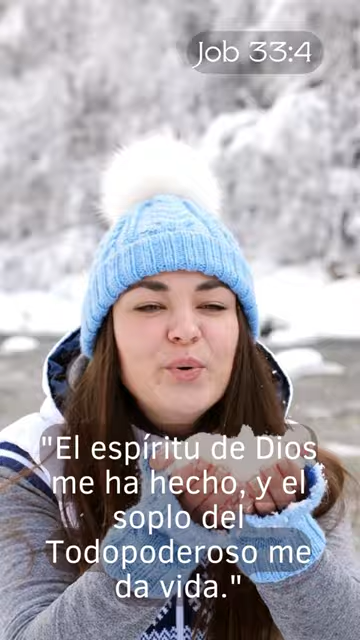 Job 33:4
"El espíritu de Dios
me ha hecho, y el
soplo del
Todopoderoso me
da vida."